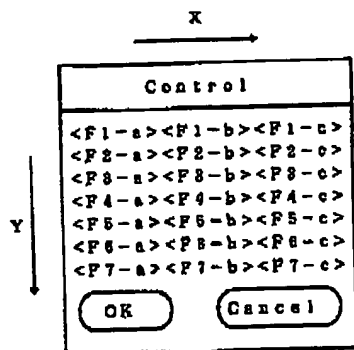 X
Control
<F1-a><F1-b><F1-c>
<F2-a><F2-b><F2-c>
<F3-a><F3-b><F3-c>
<F4-a><F4-b><F4-c>
Y
<F5-a><F5-b><F5-c>
<F6-a><F6-b><F6-c>
<F7-a><F7-b><F7-c>
OK Cancel